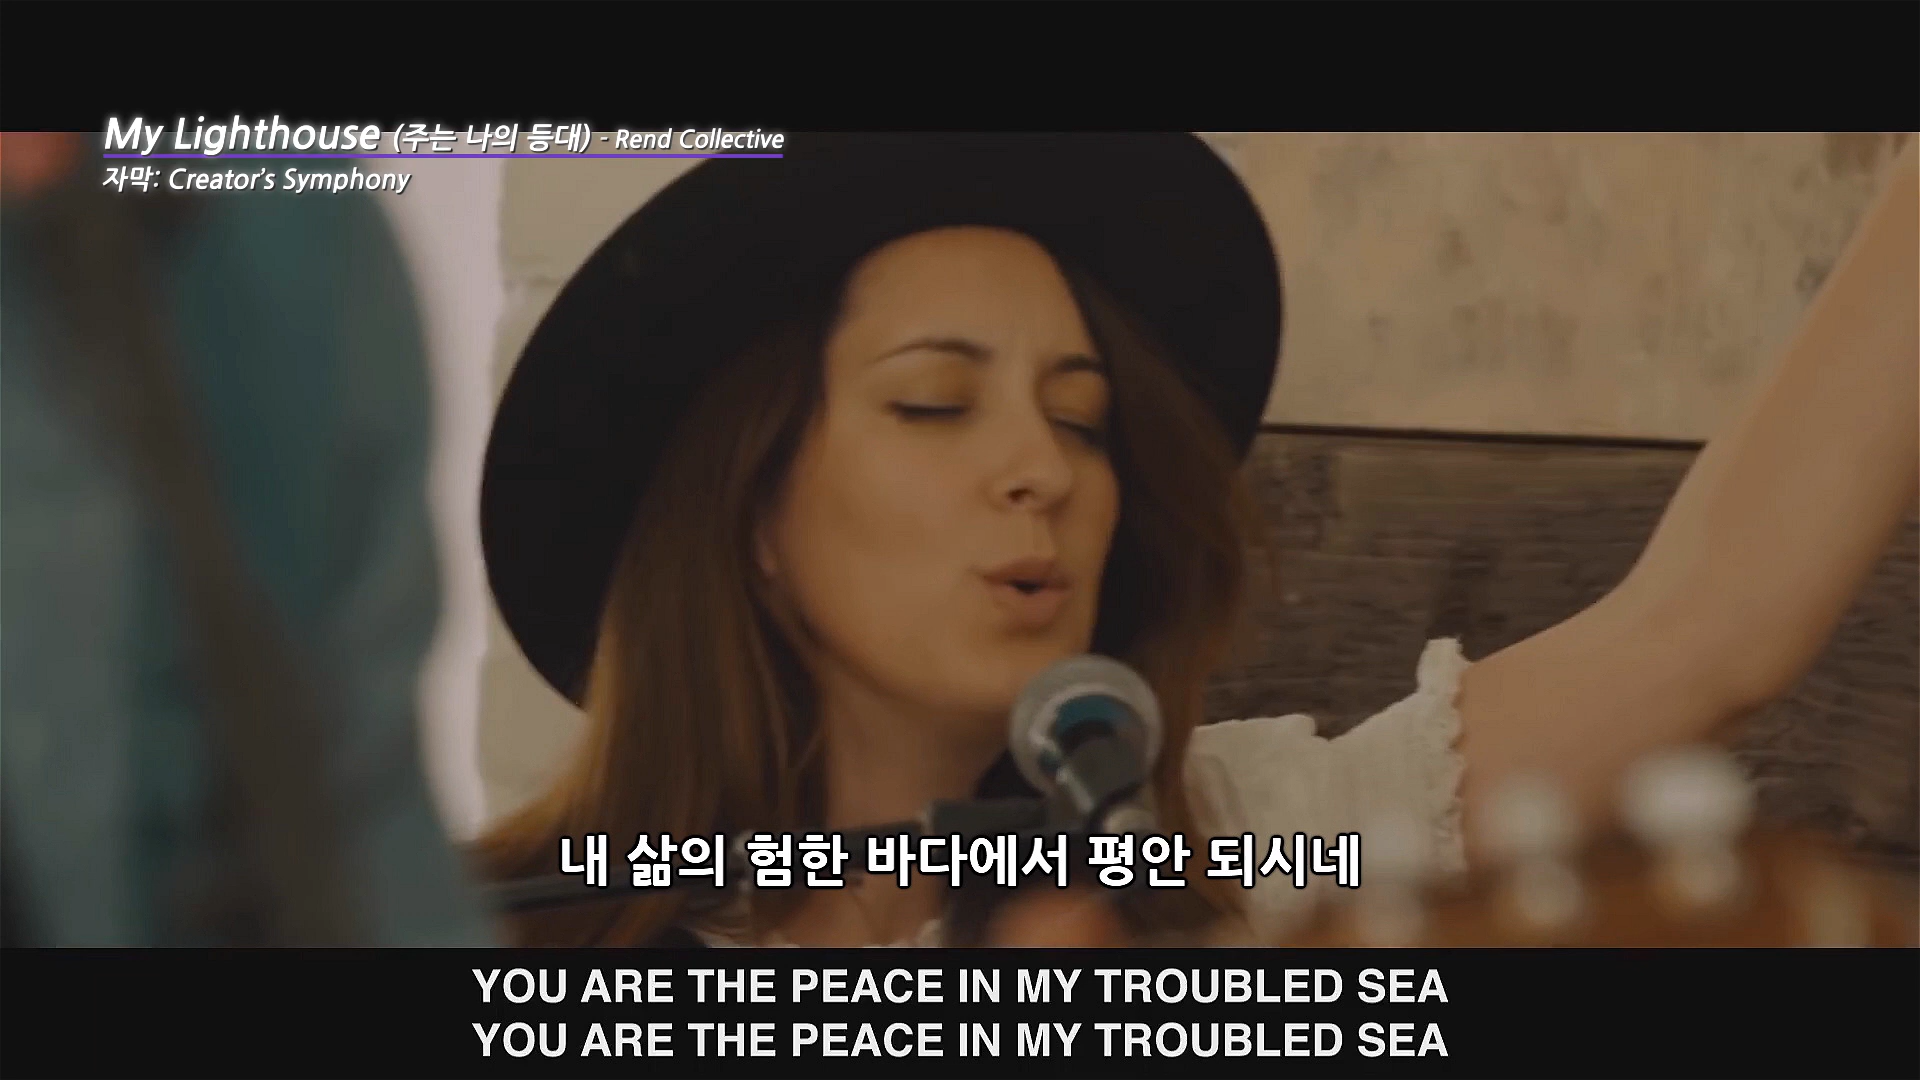 My Lighthouse (주는 나의 등대) - Rend Collective
자막: Creator's Symphony
내 삶의 험한 바다에서 평안 되시네
YOU ARE THE PEACE IN MY TROUBLED SEA
YOU ARE THE PEACE IN MY TROUBLED SEA